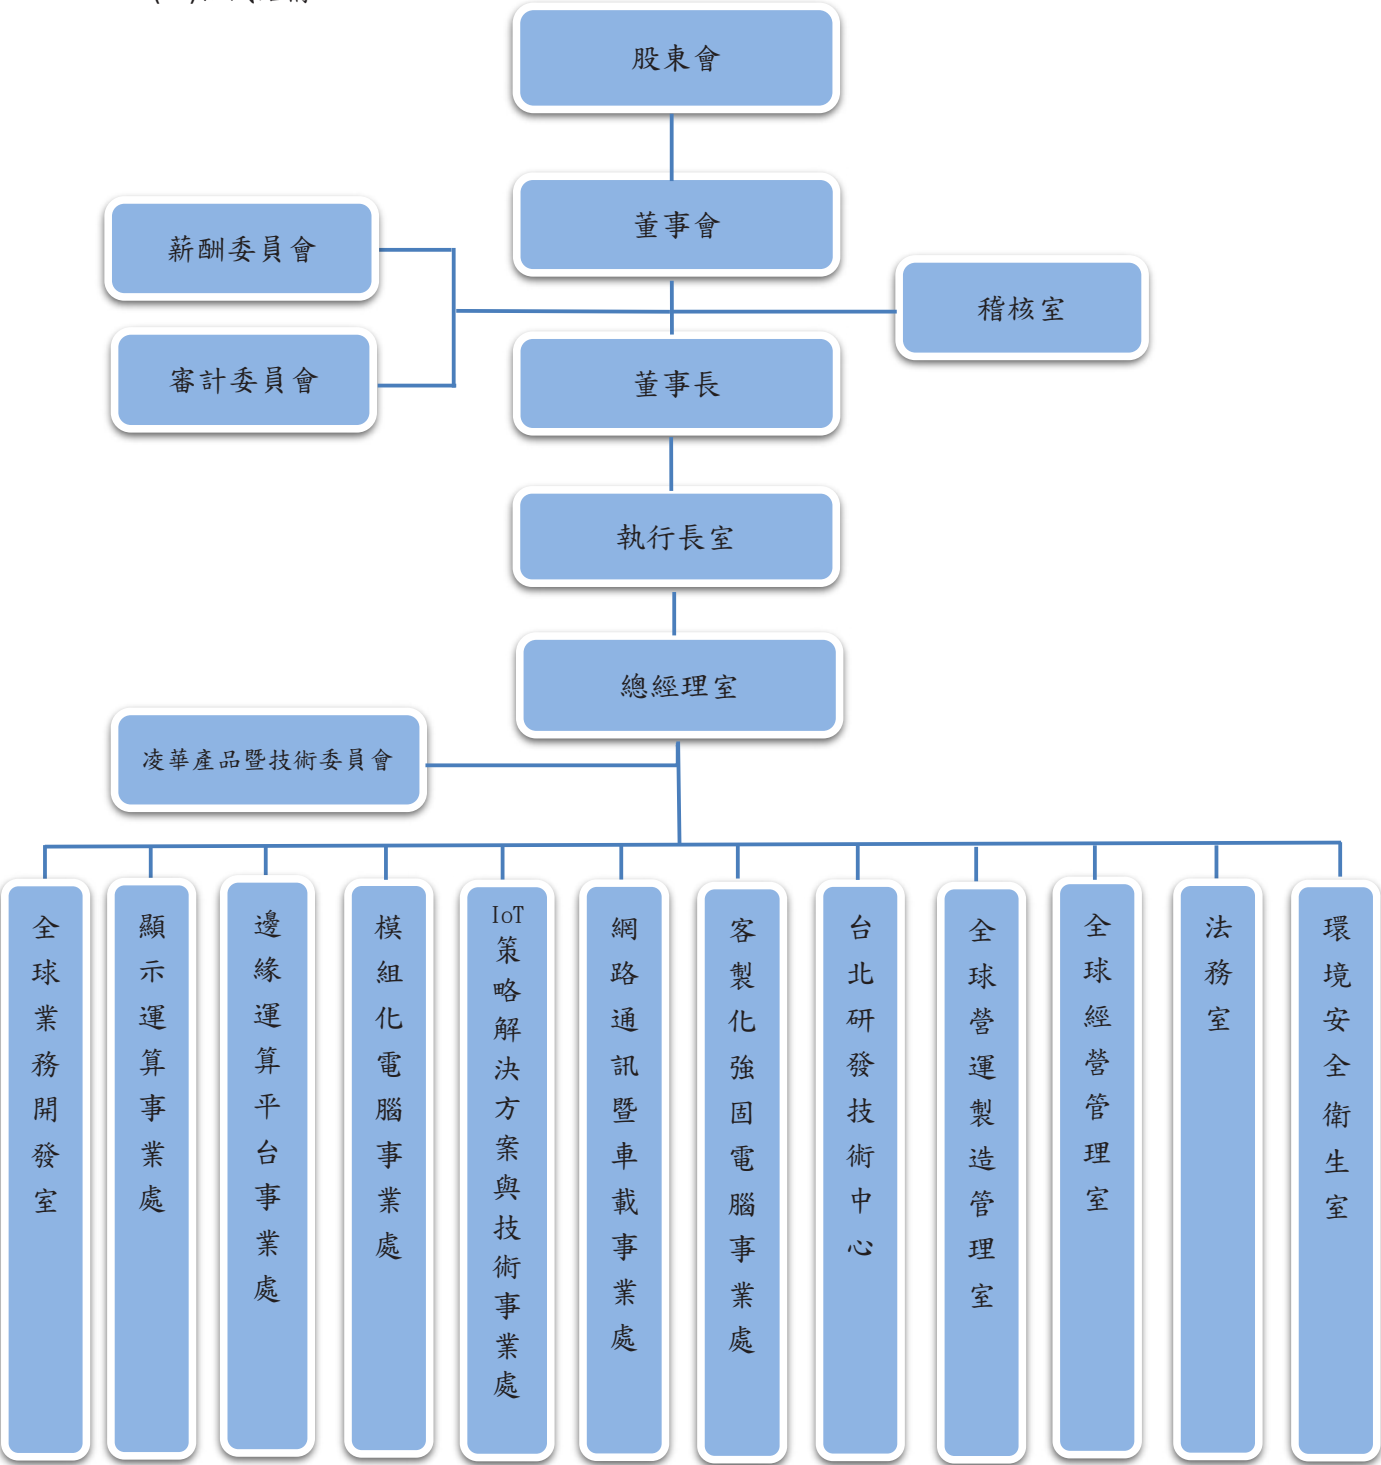 股東會
董事會
薪酬委員會
稽核室
審計委員會
董事長
執行長室
總經理室
凌華產品暨技術委員會
全球業務開發室
顯示運算事業處
邊緣運算平台事業處
模組化電腦事業處
IoT策略解決方案與技術事業處
網路通訊暨車載事業處
客製化強固電腦事業處
台北研發技術中心
全球營運製造管理室
全球經營管理室
法務室
環境安全衛生室